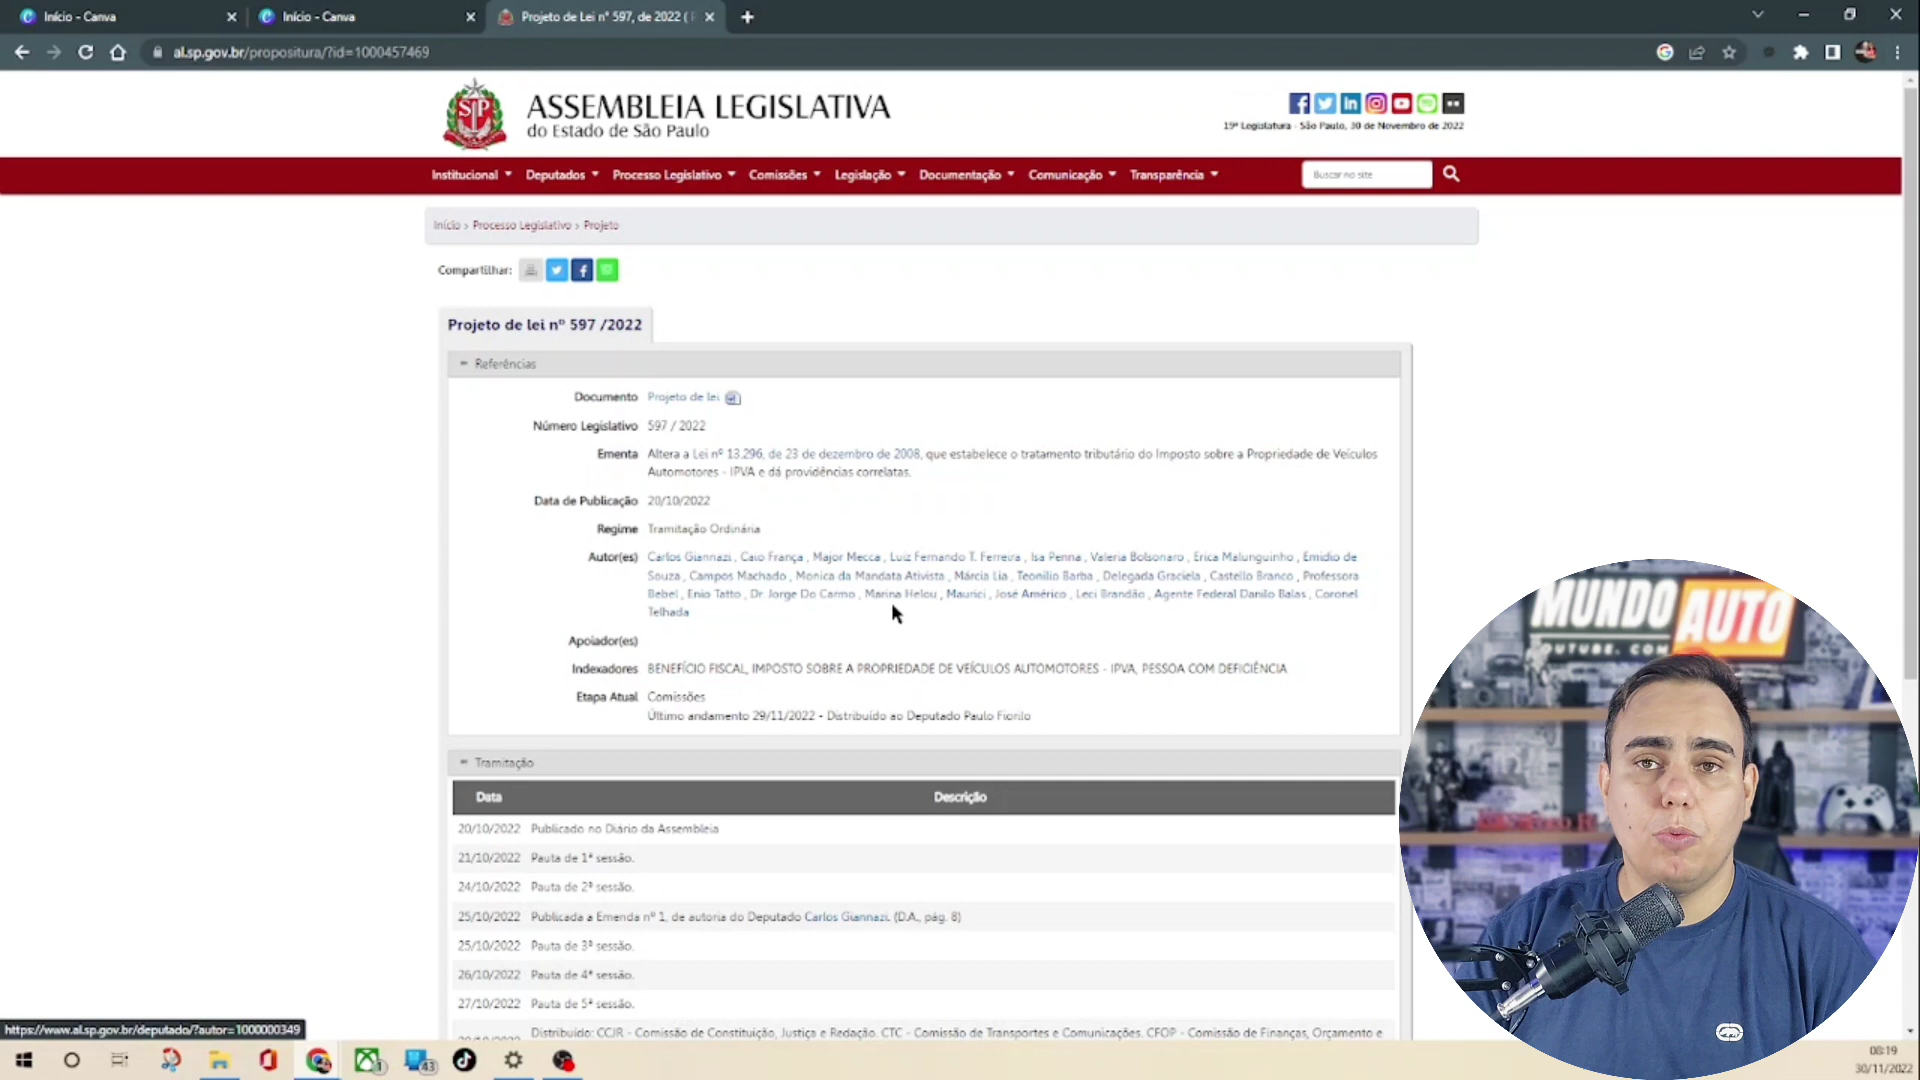 Início - Canva
Início - Canva
Projeto de Lei nº 597, de 2022 (
al.sp.gov.br/propositura/?id=1000457469
ASSEMBLEIA LEGISLATIVA
do Estado de São Paulo
19ª Legislatura - São Paulo, 30 de Novembro de 2022
Institucional Deputados Processo Legislativo Comissões Legislação Documentação Comunicação Transparência Buscar no site
Início > Processo Legislativo > Projeto
Compartilhar:
Projeto de lei nº 597 /2022
Referências
Documento Projeto de lei
Número Legislativo 597 / 2022
Ementa Altera a Lei nº 13.296, de 23 de dezembro de 2008, que estabelece o tratamento tributário do Imposto sobre a Propriedade de Veículos
Automotores - IPVA e dá providências correlatas.
Data de Publicação 20/10/2022
Regime Tramitação Ordinária
Autor(es) Carlos Giannazi , Caio França , Major Mecca , Luiz Fernando T. Ferreira , Isa Penna , Valeria Bolsonaro , Erica Malunguinho , Emidio de
Souza , Campos Machado , Monica da Mandata Ativista , Márcia Lia , Teonilio Barba , Delegada Graciela , Castello Branco , Professora
Bebel , Enio Tatto , Dr. Jorge Do Carmo , Marina Helou , Maurici , José Américo , Leci Brandão , Agente Federal Danilo Balas , Coronel
Telhada
Apoiador(es)
Indexadores BENEFÍCIO FISCAL, IMPOSTO SOBRE A PROPRIEDADE DE VEÍCULOS AUTOMOTORES - IPVA, PESSOA COM DEFICIÊNCIA
Etapa Atual Comissões
Último andamento 29/11/2022 - Distribuído ao Deputado Paulo Fiorilo
Tramitação
Data Descrição
20/10/2022 Publicado no Diário da Assembleia
21/10/2022 Pauta de 1ª sessão.
24/10/2022 Pauta de 2ª sessão.
25/10/2022 Publicada a Emenda nº 1, de autoria do Deputado Carlos Giannazi. (D.A., pág. 8)
25/10/2022 Pauta de 3ª sessão.
26/10/2022 Pauta de 4ª sessão.
27/10/2022 Pauta de 5ª sessão.
Distribuído: CCJR - Comissão de Constituição, Justiça e Redação. CTC - Comissão de Transportes e Comunicações. CFOP - Comissão de Finanças, Orçamento e
https://www.al.sp.gov.br/deputado/?autor=1000000349
MUNDO AUTO
OUTUBE.COM
43
08:19
30/11/2022